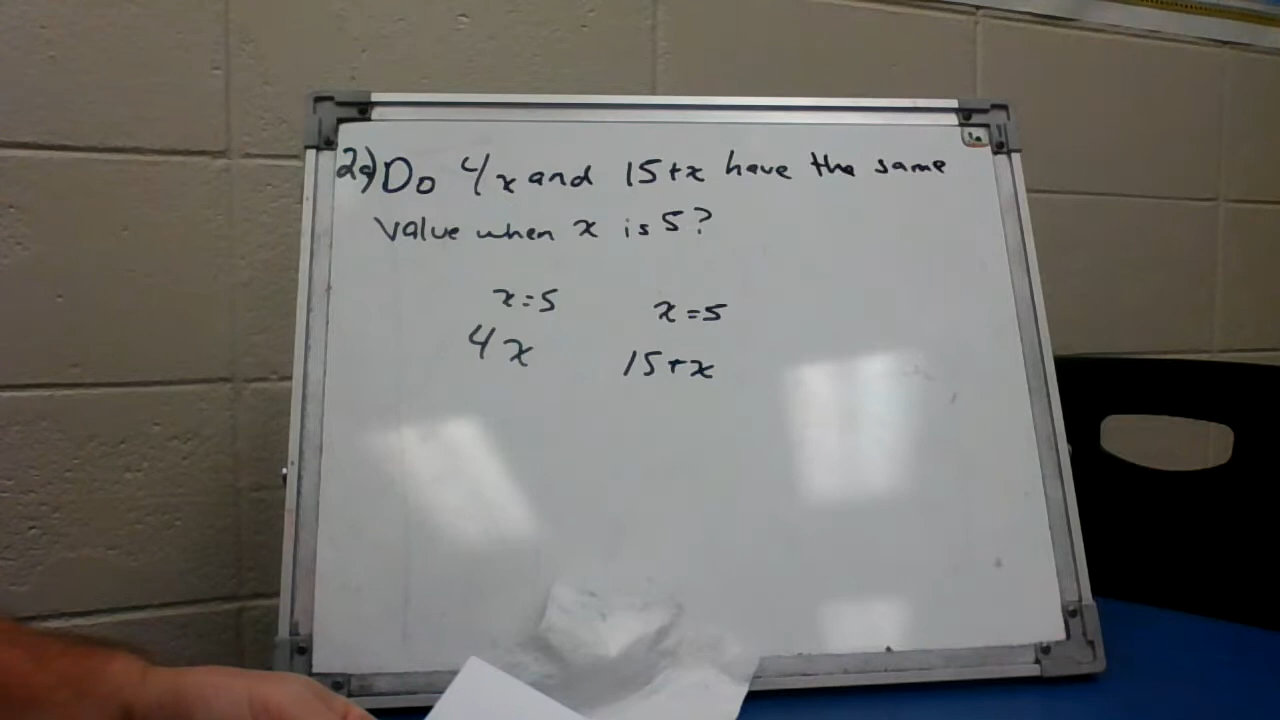 2a) Do 4x and 15+x have the same
value when x is 5?
x=5 x=5
4x 15+x